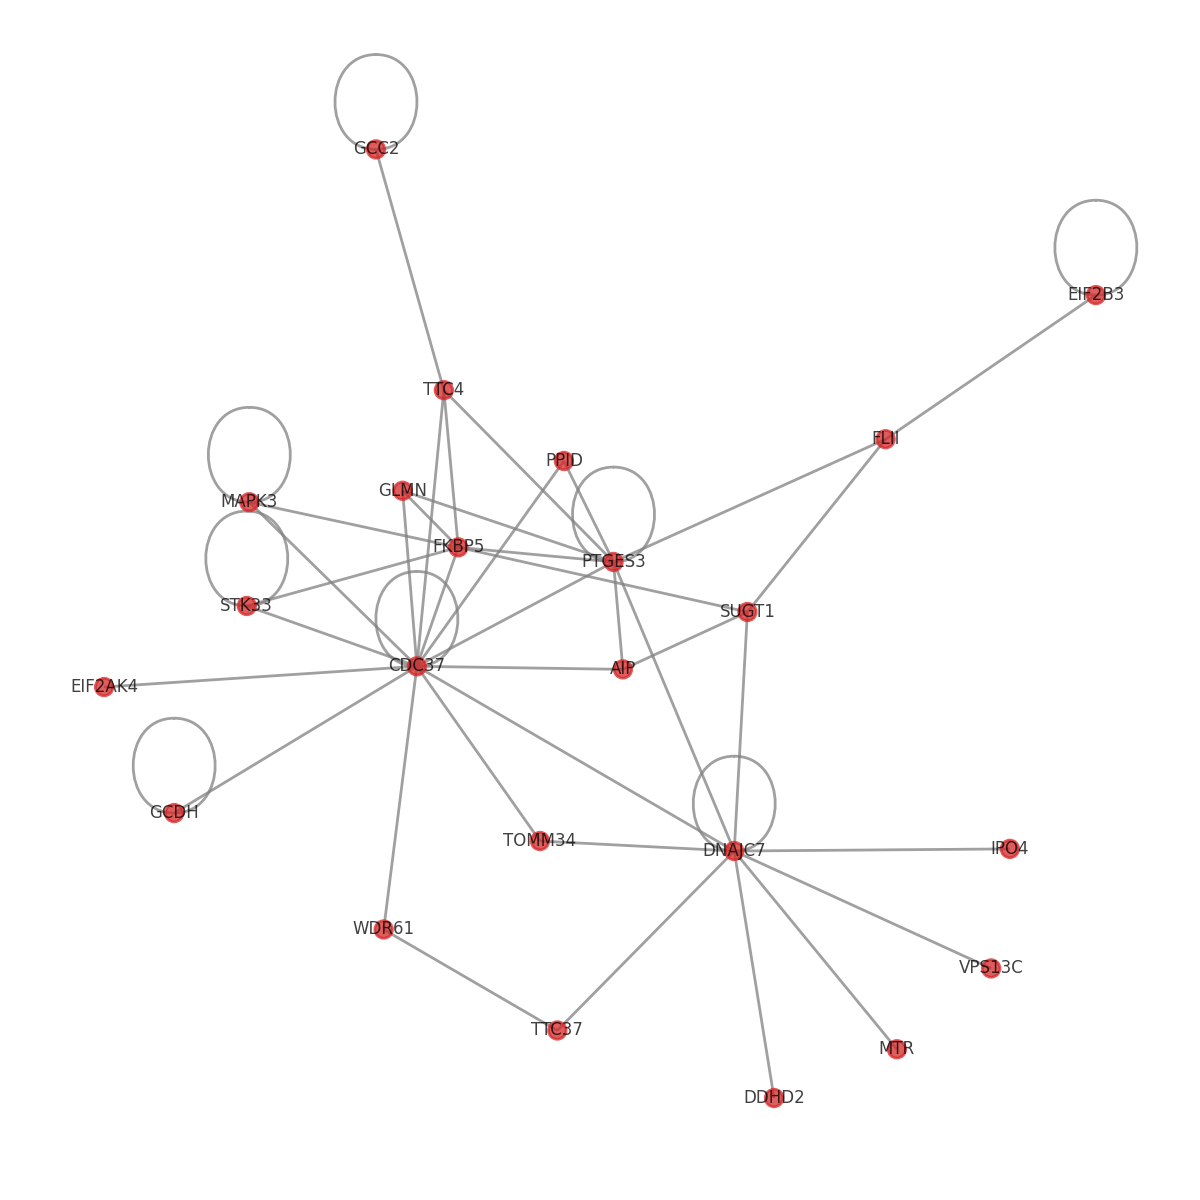 GCC2
EIF2B3
TTC4
FLII
PPID
GLMN
MAPK3
FKBP5
PTGES3
STK33
SUGT1
CDC37
AIP
EIF2AK4
GCDH
TOMM34
DNAJC7
IPO4
WDR61
VPS13C
TTC37
MTR
DDHD2